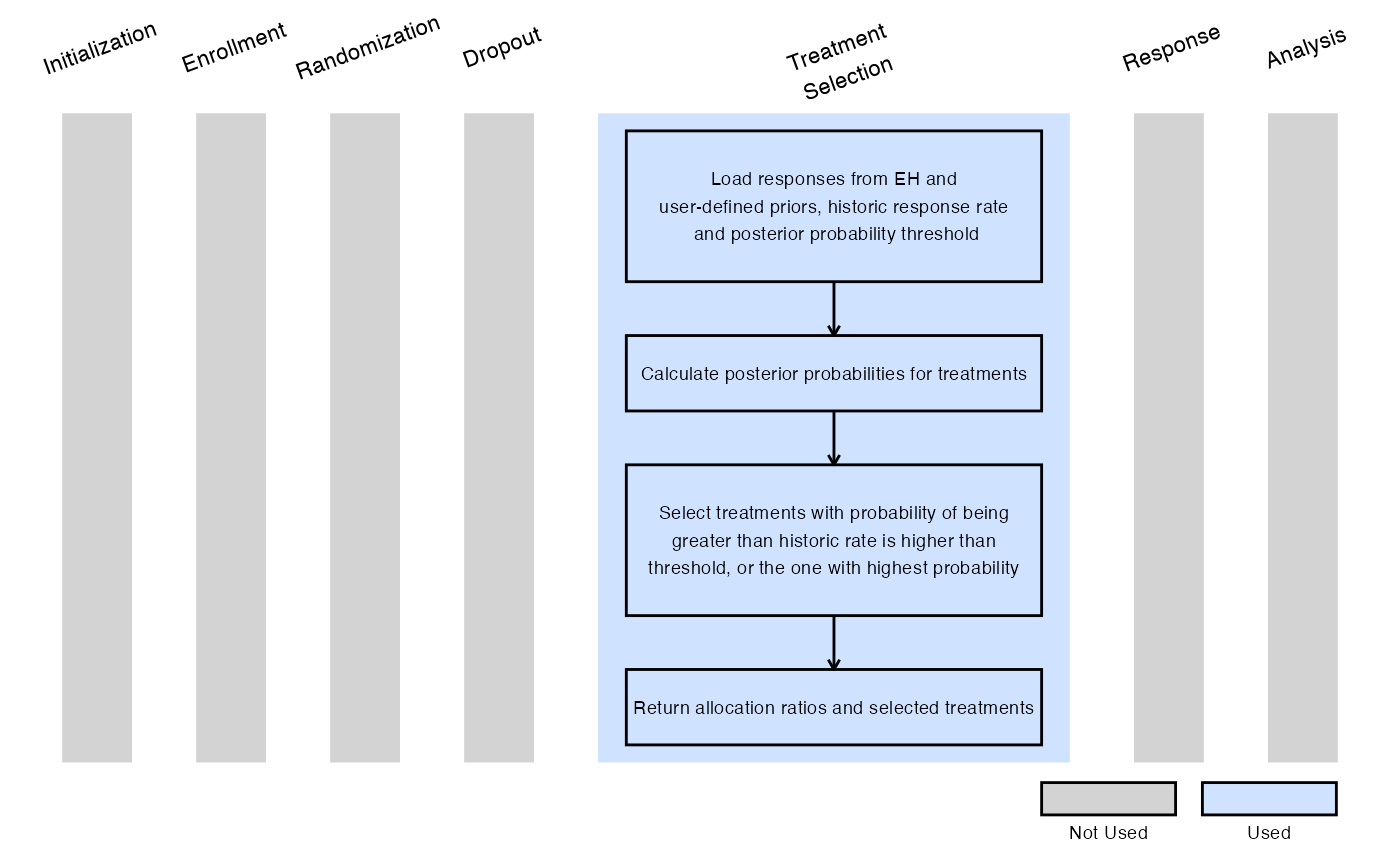 Initialization
Enrollment
Randomization
Dropout
Treatment
Selection
Response
Analysis
Load responses from EH and
user-defined priors, historic response rate
and posterior probability threshold
Calculate posterior probabilities for treatments
Select treatments with probability of being
greater than historic rate is higher than
threshold, or the one with highest probability
Return allocation ratios and selected treatments
Not Used
Used